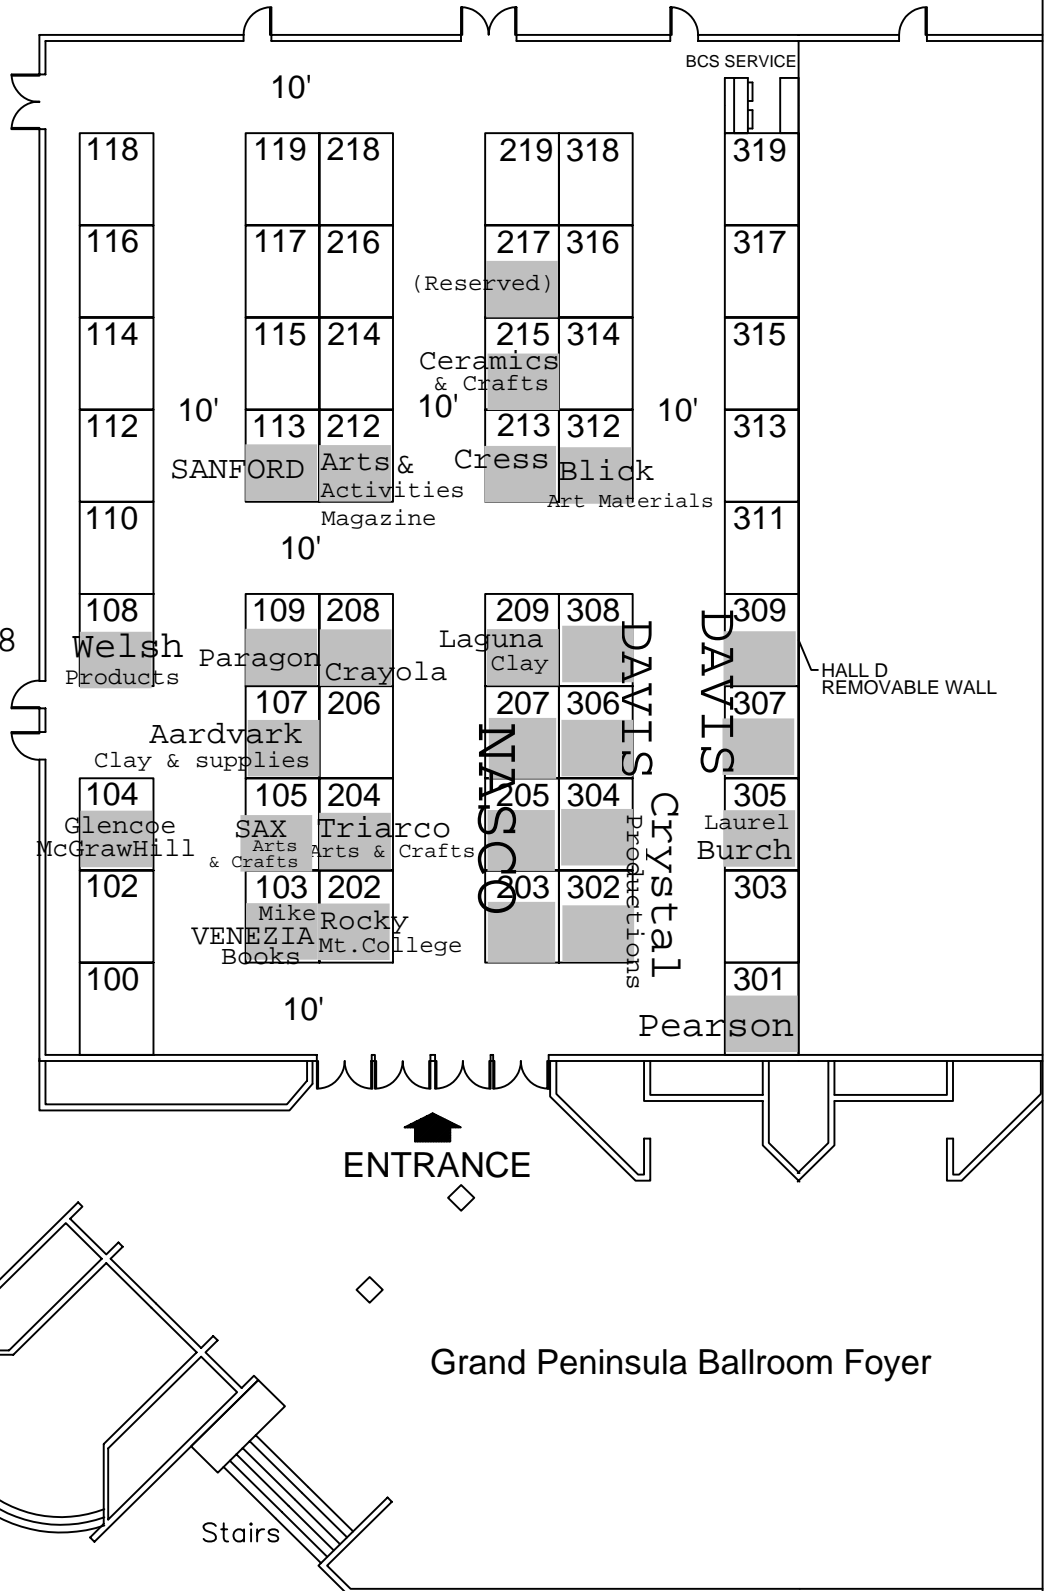 BCS SERVICE
10'
118
119
218
219
318
319
116
117
216
217
316
317
(Reserved)
114
115
214
215
314
315
Ceramics
& Crafts
10'
10'
10'
112
113
212
213
312
313
SANFORD
Arts &
Activities
Magazine
Cress
Blick
Art Materials
110
311
10'
108
109
208
209
308
309
8
Welsh
Products
Paragon
Crayola
Laguna
Clay
DAVIS
DAVIS
HALL D
REMOVABLE WALL
107
206
207
306
307
Aardvark
Clay & supplies
NASCO
104
105
204
205
304
305
Glencoe
McGrawHill
SAX
Arts
& Crafts
Triarco
Arts & Crafts
Crystal
Productions
Laurel
Burch
102
103
202
203
302
303
Mike
VENEZIA
Books
Rocky
Mt.College
100
301
10'
Pearson
ENTRANCE
Grand Peninsula Ballroom Foyer
Stairs